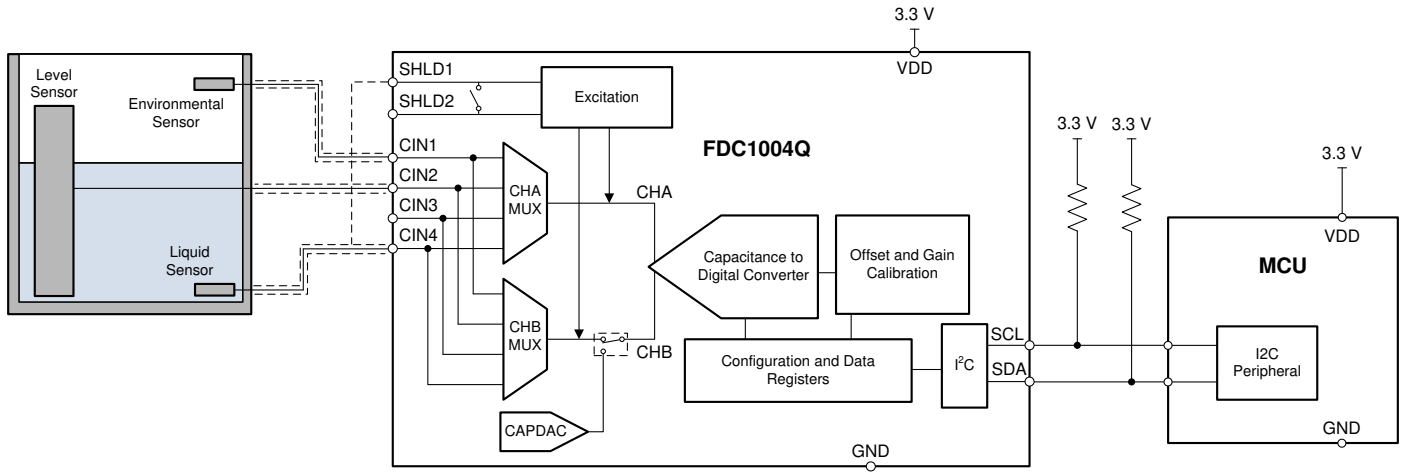 3.3 V
VDD
Level
Sensor
Environmental
Sensor
Liquid
Sensor
SHLD1
SHLD2
CIN1
CIN2
CIN3
CIN4
Excitation
FDC1004Q
CHA
MUX
CHA
CHB
MUX
CHB
CAPDAC
Capacitance to
Digital Converter
Offset and Gain
Calibration
Configuration and Data
Registers
I²C
SCL
SDA
GND
3.3 V
3.3 V
3.3 V
VDD
MCU
I2C
Peripheral
GND